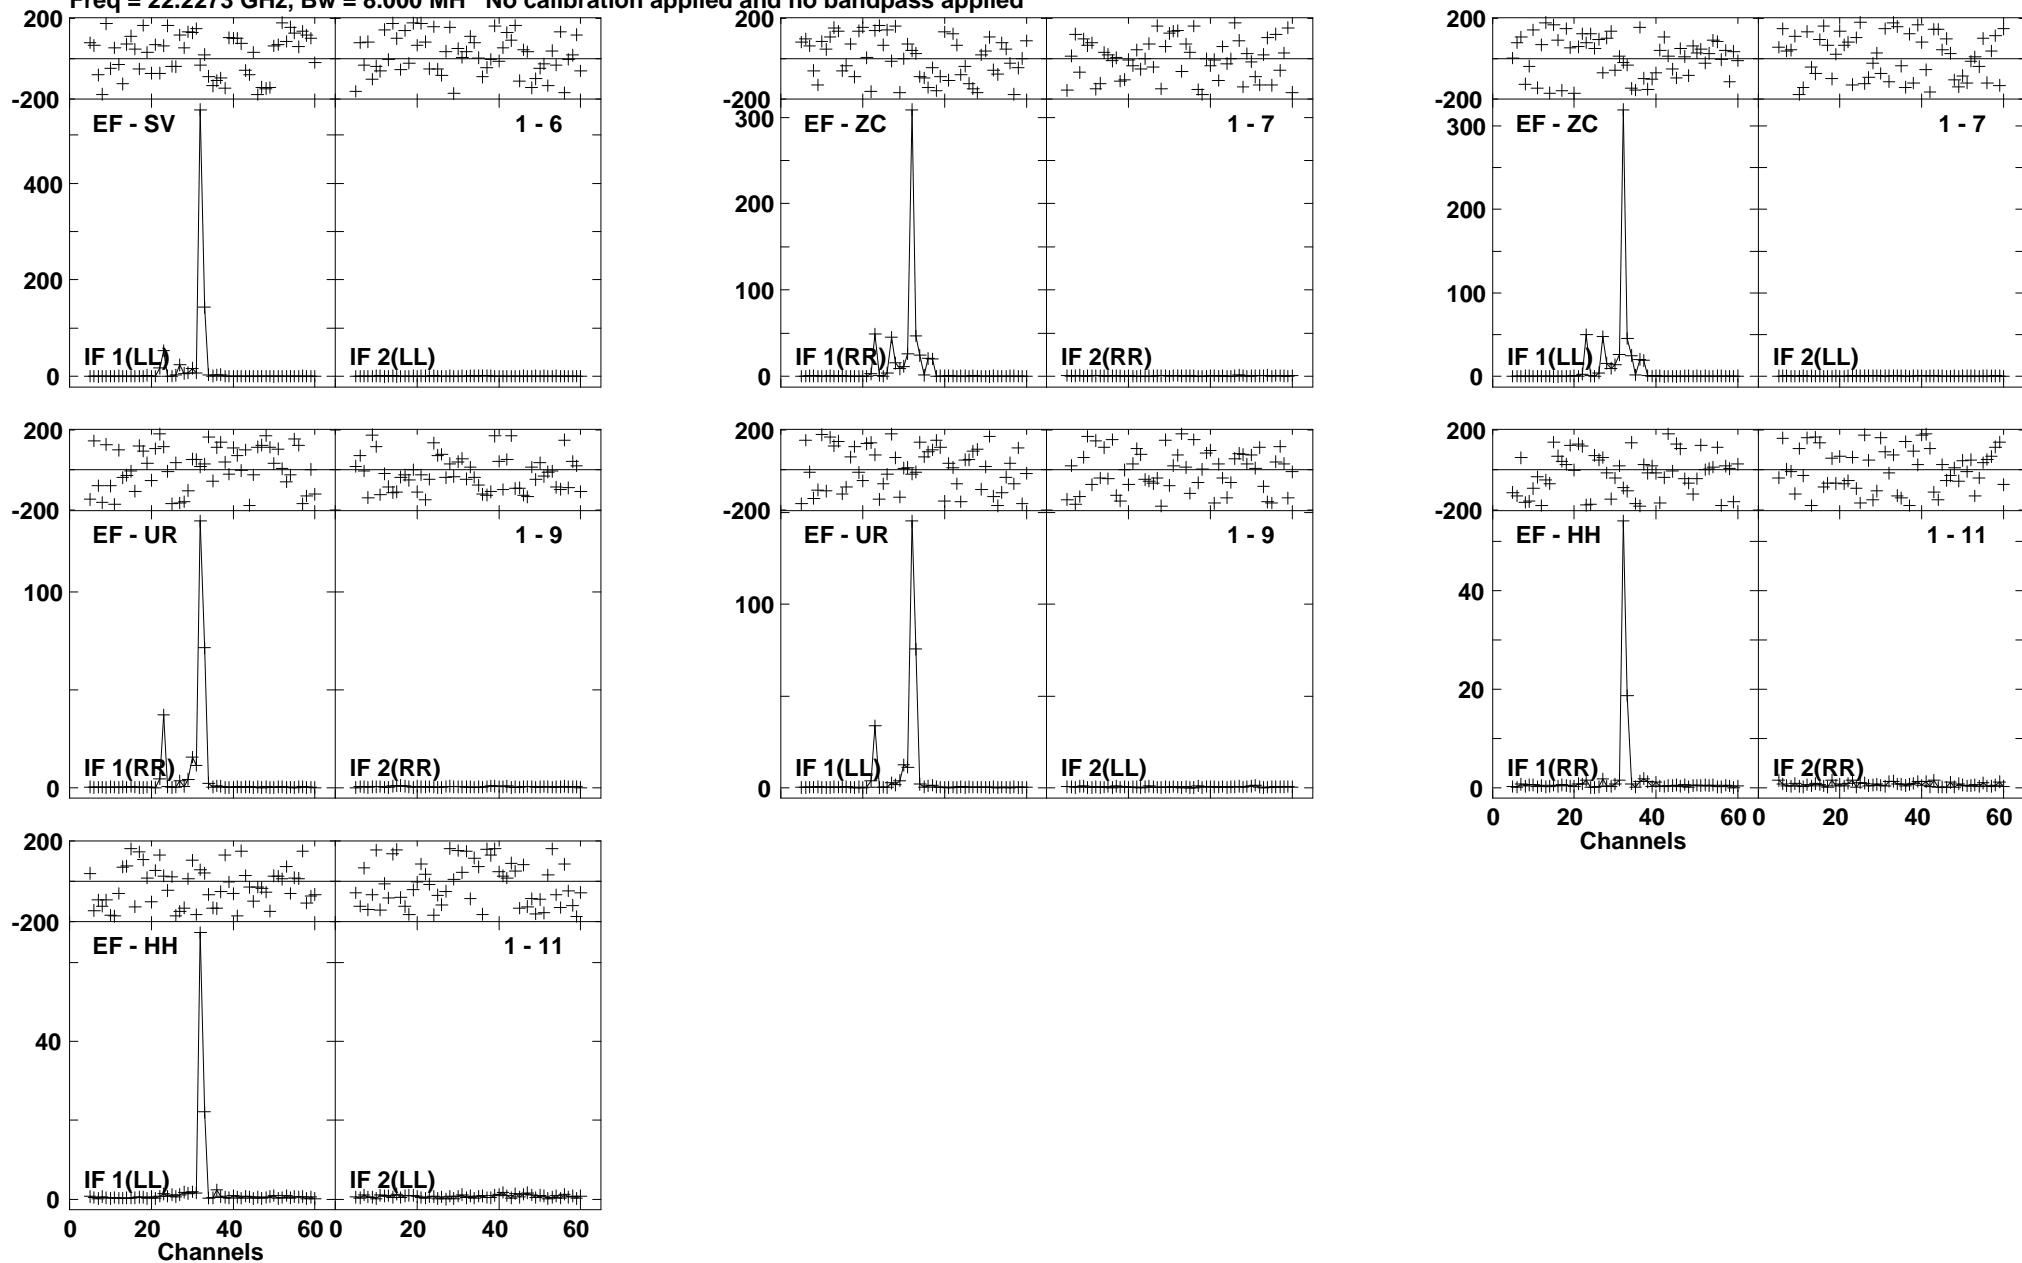 Freq = 22.2273 GHz, Bw = 8.000 MH No calibration applied and no bandpass applied
200 200 200
-200 -200 -200
EF - SV 1 - 6 EF - ZC 1 - 7 EF - ZC 1 - 7
300 300
400
200 200
200 100 100
IF 1(LL) IF 2(LL) IF 1(RR) IF 2(RR) IF 1(LL) IF 2(LL)
0 0 0
200 200 200
-200 -200 -200
EF - UR 1 - 9 EF - UR 1 - 9 EF - HH 1 - 11
100 100 40
20
IF 1(RR) IF 2(RR) IF 1(LL) IF 2(LL) IF 1(RR) IF 2(RR)
0 0 0
0 20 40 60 0 20 40 60
Channels
200
-200
EF - HH 1 - 11
40
IF 1(LL) IF 2(LL)
0
0 20 40 60 0 20 40 60
Channels